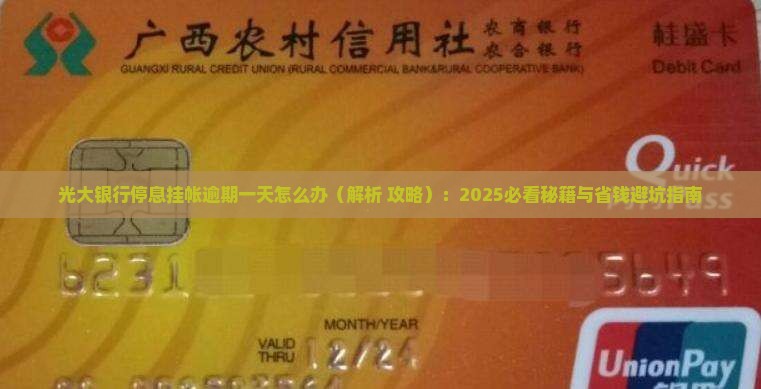 广西农村信用社 农商银行
农合银行
桂盛卡
GUANGXI RURAL CREDIT UNION (RURAL COMMERCIAL BANK&RURAL COOPERATIVE BANK)
Debit Card
Quick
光大银行停息挂帐逾期一天怎么办（解析 攻略）：2025必看秘籍与省钱避坑指南
Pass
6231 5649
MONTH/YEAR
VALID
THRU
12/24
UnionPay
银联